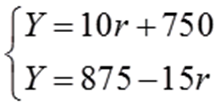 Y = 10r + 750
Y = 875 − 15r